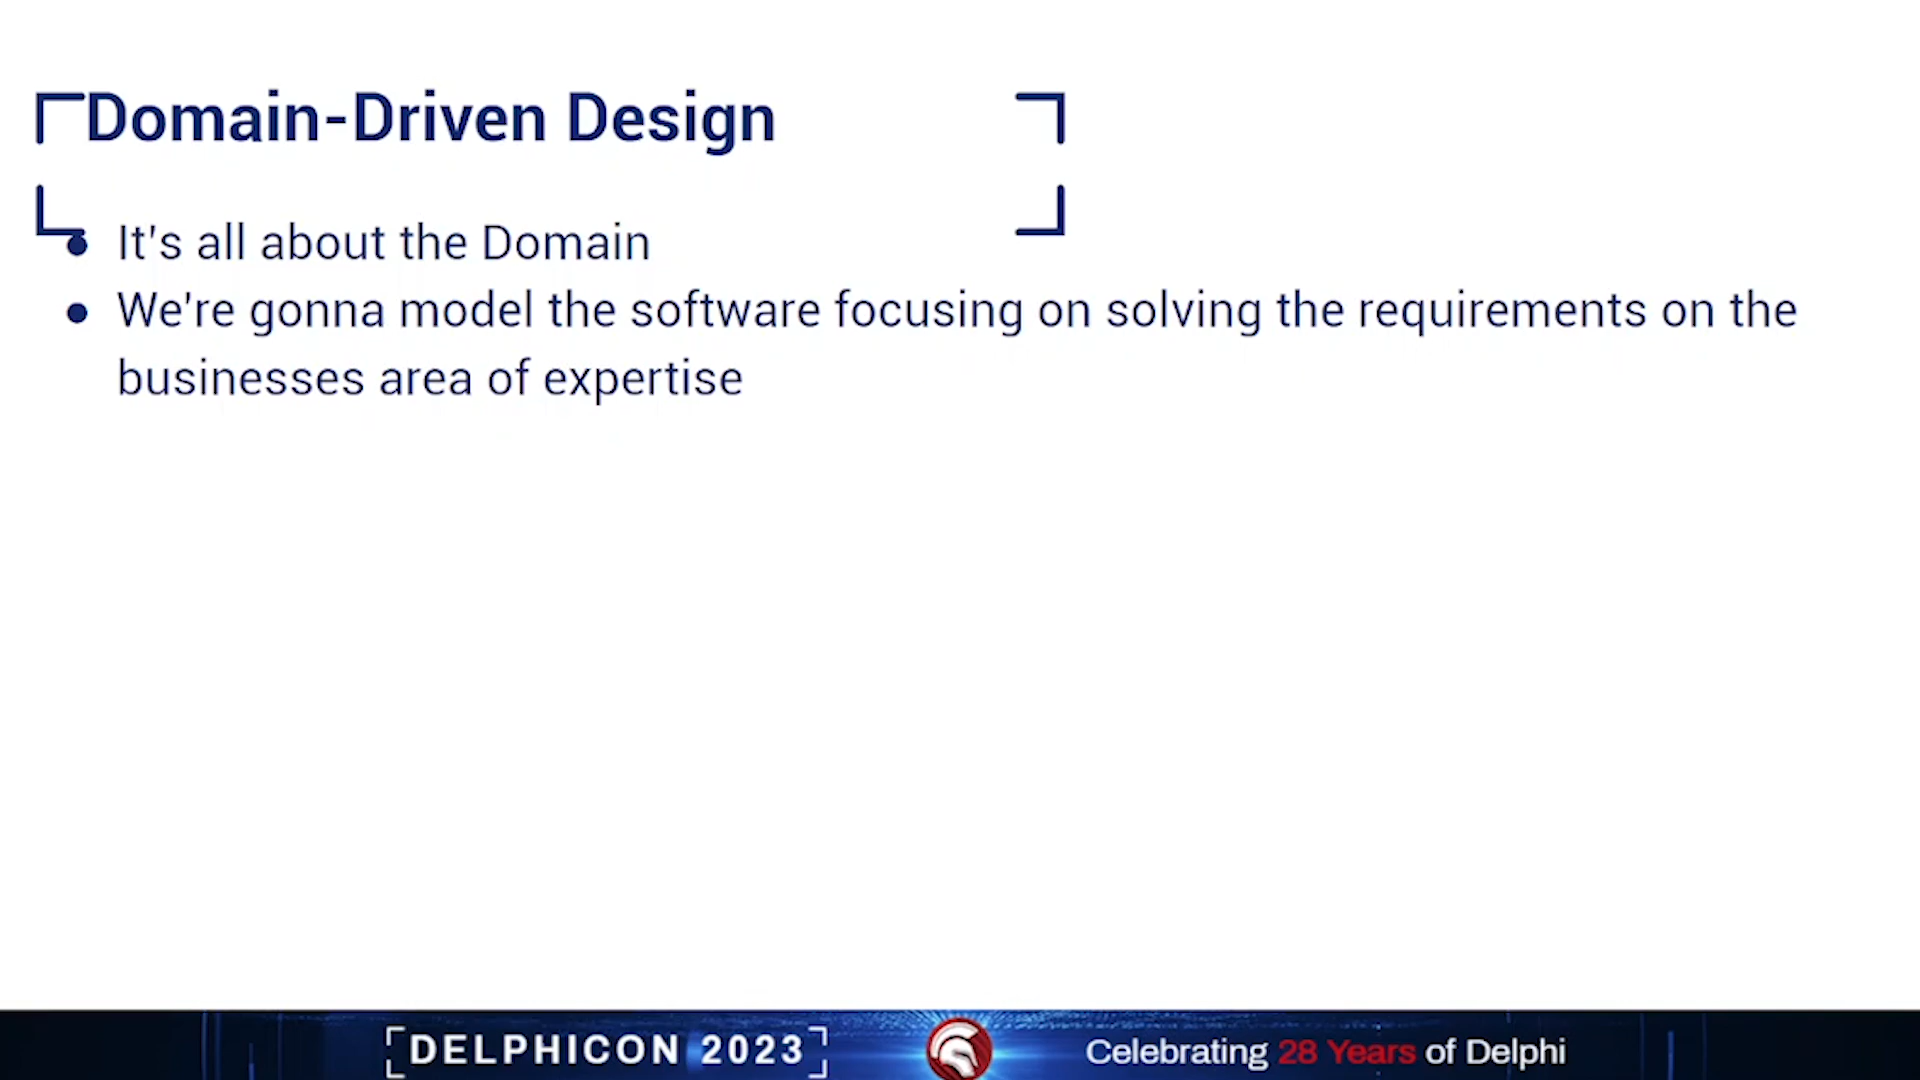 Domain-Driven Design
It's all about the Domain
We're gonna model the software focusing on solving the requirements on the
businesses area of expertise
DELPHICON 2023
Celebrating 28 Years of Delphi